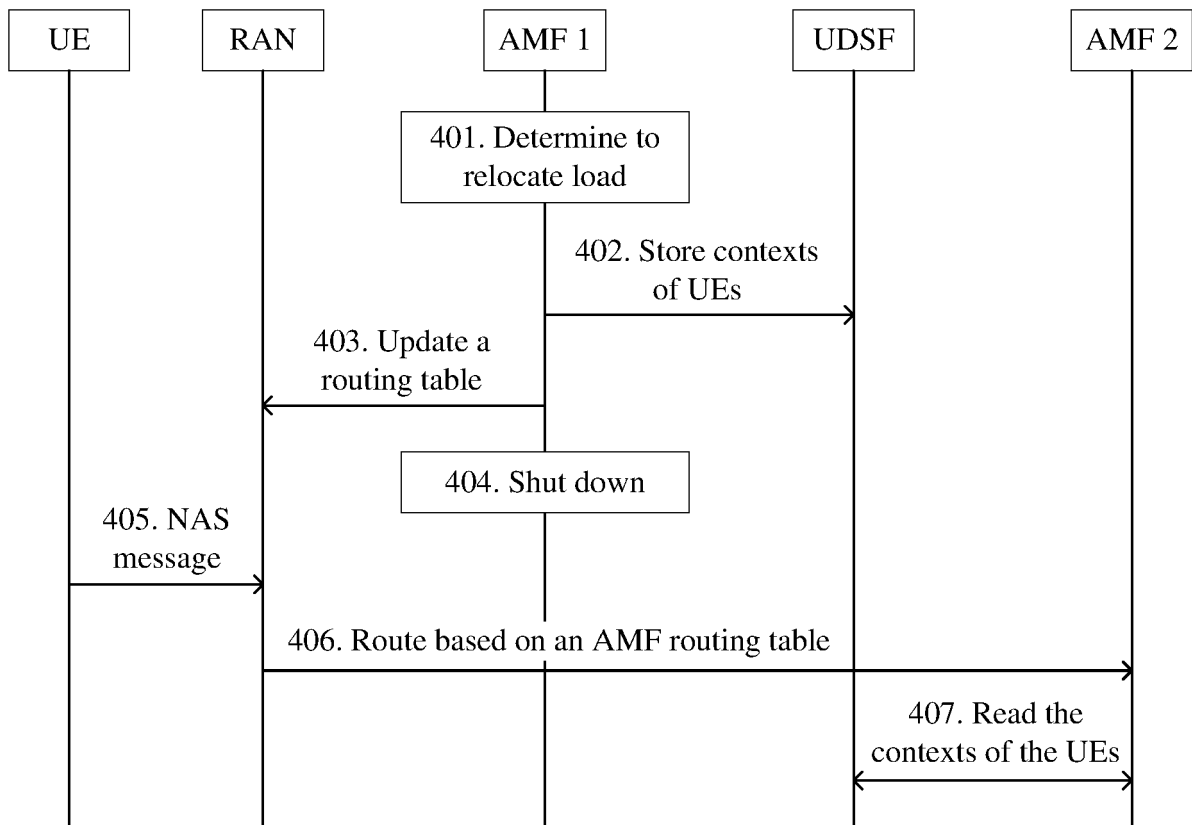 UE
RAN
AMF 1
UDSF
AMF 2
401. Determine to
relocate load
402. Store contexts
of UEs
403. Update a
routing table
404. Shut down
405. NAS
message
406. Route based on an AMF routing table
407. Read the
contexts of the UEs